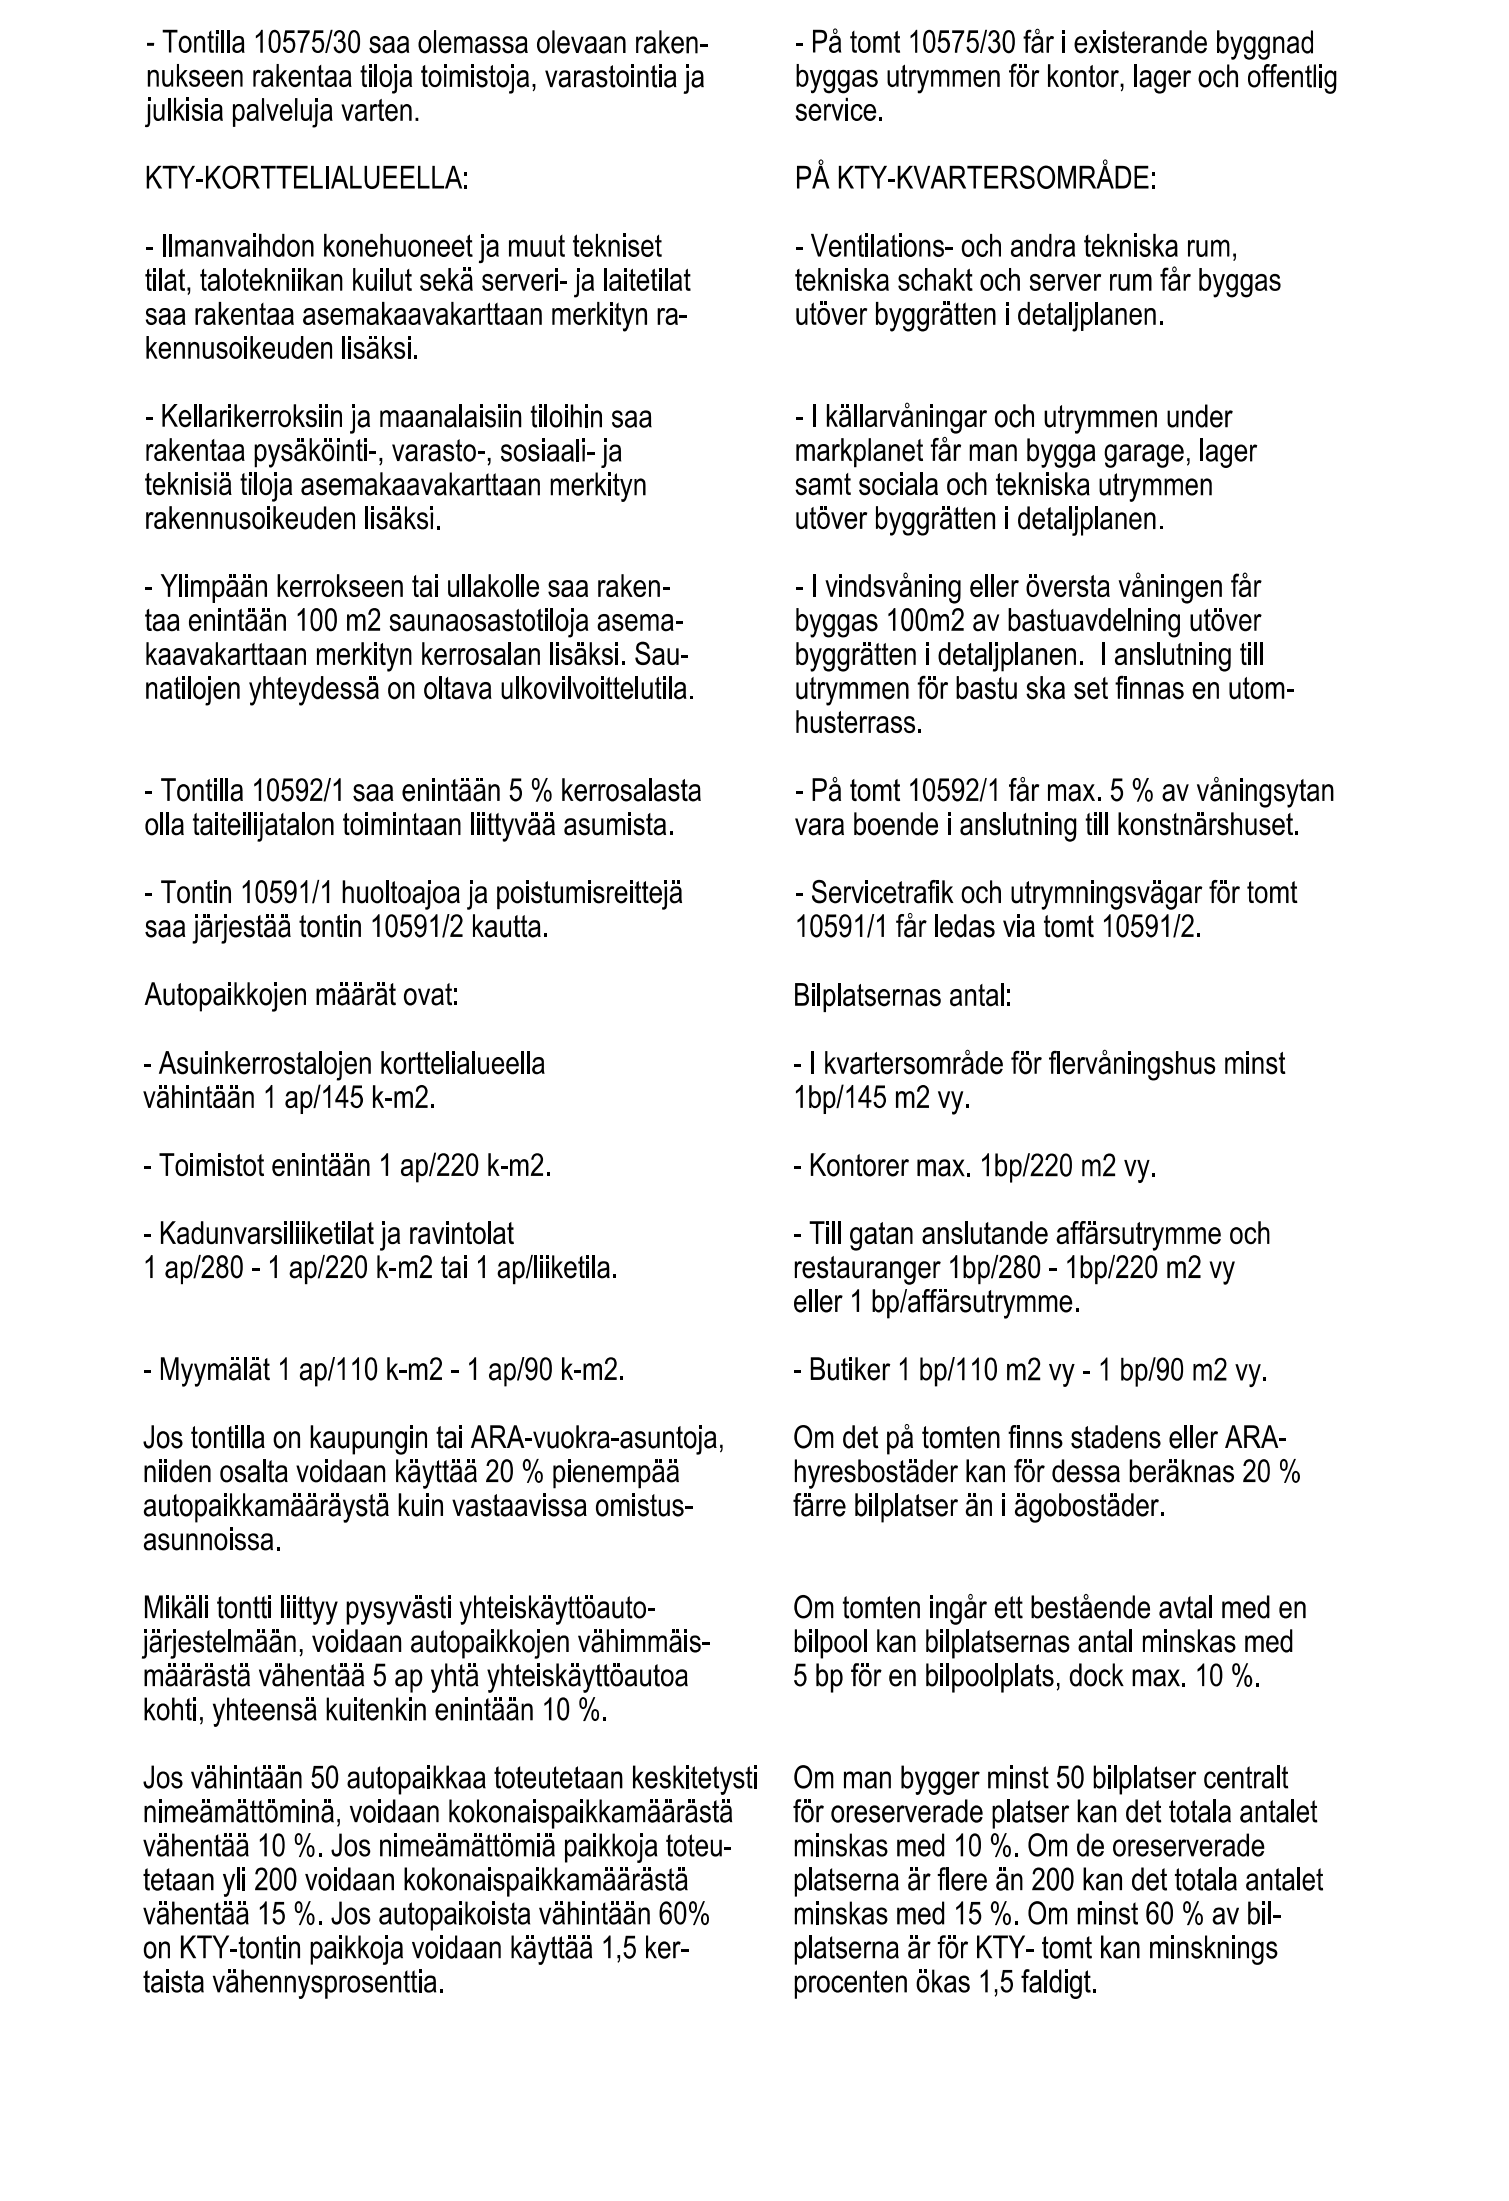 - Tontilla 10575/30 saa olemassa olevaan raken-
nukseen rakentaa tiloja toimistoja, varastointia ja
julkisia palveluja varten.
KTY-KORTTELIALUEELLA:
- Ilmanvaihdon konehuoneet ja muut tekniset
tilat, talotekniikan kuilut sekä serveri- ja laitetilat
saa rakentaa asemakaavakarttaan merkityn ra-
kennusoikeuden lisäksi.
- Kellarikerroksiin ja maanalaisiin tiloihin saa
rakentaa pysäköinti-, varasto-, sosiaali- ja
teknisiä tiloja asemakaavakarttaan merkityn
rakennusoikeuden lisäksi.
- Ylimpään kerrokseen tai ullakolle saa raken-
taa enintään 100 m2 saunaosastotiloja asema-
kaavakarttaan merkityn kerrosalan lisäksi. Sau-
natilojen yhteydessä on oltava ulkovilvoittelutila.
- Tontilla 10592/1 saa enintään 5 % kerrosalasta
olla taiteilijatalon toimintaan liittyvää asumista.
- Tontin 10591/1 huoltoajoa ja poistumisreittejä
saa järjestää tontin 10591/2 kautta.
Autopaikkojen määrät ovat:
- Asuinkerrostalojen korttelialueella
vähintään 1 ap/145 k-m2.
- Toimistot enintään 1 ap/220 k-m2.
- Kadunvarsiliiketilat ja ravintolat
1 ap/280 - 1 ap/220 k-m2 tai 1 ap/liiketila.
- Myymälät 1 ap/110 k-m2 - 1 ap/90 k-m2.
Jos tontilla on kaupungin tai ARA-vuokra-asuntoja,
niiden osalta voidaan käyttää 20 % pienempää
autopaikkamääräystä kuin vastaavissa omistus-
asunnoissa.
Mikäli tontti liittyy pysyvästi yhteiskäyttöauto-
järjestelmään, voidaan autopaikkojen vähimmäis-
määrästä vähentää 5 ap yhtä yhteiskäyttöautoa
kohti, yhteensä kuitenkin enintään 10 %.
Jos vähintään 50 autopaikkaa toteutetaan keskitetysti
nimeämättöminä, voidaan kokonaispaikkamäärästä
vähentää 10 %. Jos nimeämättömiä paikkoja toteu-
tetaan yli 200 voidaan kokonaispaikkamäärästä
vähentää 15 %. Jos autopaikoista vähintään 60%
on KTY-tontin paikkoja voidaan käyttää 1,5 ker-
taista vähennysprosenttia.
- På tomt 10575/30 får i existerande byggnad
byggas utrymmen för kontor, lager och offentlig
service.
PÅ KTY-KVARTERSOMRÅDE:
- Ventilations- och andra tekniska rum,
tekniska schakt och server rum får byggas
utöver byggrätten i detaljplanen.
- I källarvåningar och utrymmen under
markplanet får man bygga garage, lager
samt sociala och tekniska utrymmen
utöver byggrätten i detaljplanen.
- I vindsvåning eller översta våningen får
byggas 100m2 av bastuavdelning utöver
byggrätten i detaljplanen.  I anslutning till
utrymmen för bastu ska set finnas en utom-
husterrass.
- På tomt 10592/1 får max. 5 % av våningsytan
vara boende i anslutning till konstnärshuset.
- Servicetrafik och utrymningsvägar för tomt
10591/1 får ledas via tomt 10591/2.
Bilplatsernas antal:
- I kvartersområde för flervåningshus minst
1bp/145 m2 vy.
- Kontorer max. 1bp/220 m2 vy.
- Till gatan anslutande affärsutrymme och
restauranger 1bp/280 - 1bp/220 m2 vy
eller 1 bp/affärsutrymme.
- Butiker 1 bp/110 m2 vy - 1 bp/90 m2 vy.
Om det på tomten finns stadens eller ARA-
hyresbostäder kan för dessa beräknas 20 %
färre bilplatser än i ägobostäder.
Om tomten ingår ett bestående avtal med en
bilpool kan bilplatsernas antal minskas med
5 bp för en bilpoolplats, dock max. 10 %.
Om man bygger minst 50 bilplatser centralt
för oreserverade platser kan det totala antalet
minskas med 10 %. Om de oreserverade
platserna är flere än 200 kan det totala antalet
minskas med 15 %. Om minst 60 % av bil-
platserna är för KTY- tomt kan minsknings
procenten ökas 1,5 faldigt.